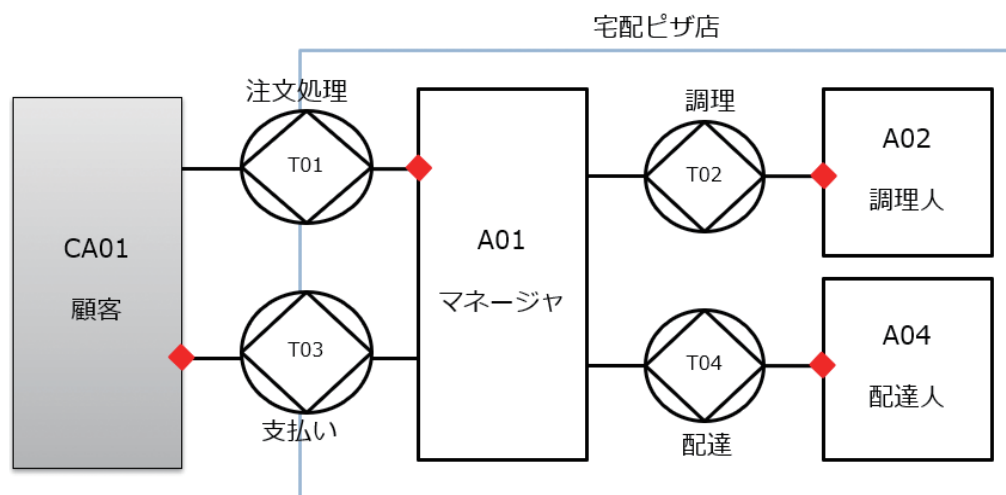 宅配ピザ店
注文処理
T01
CA01
顧客
T03
支払い
A01
マネージャ
調理
T02
A02
調理人
T04
配達
A04
配達人